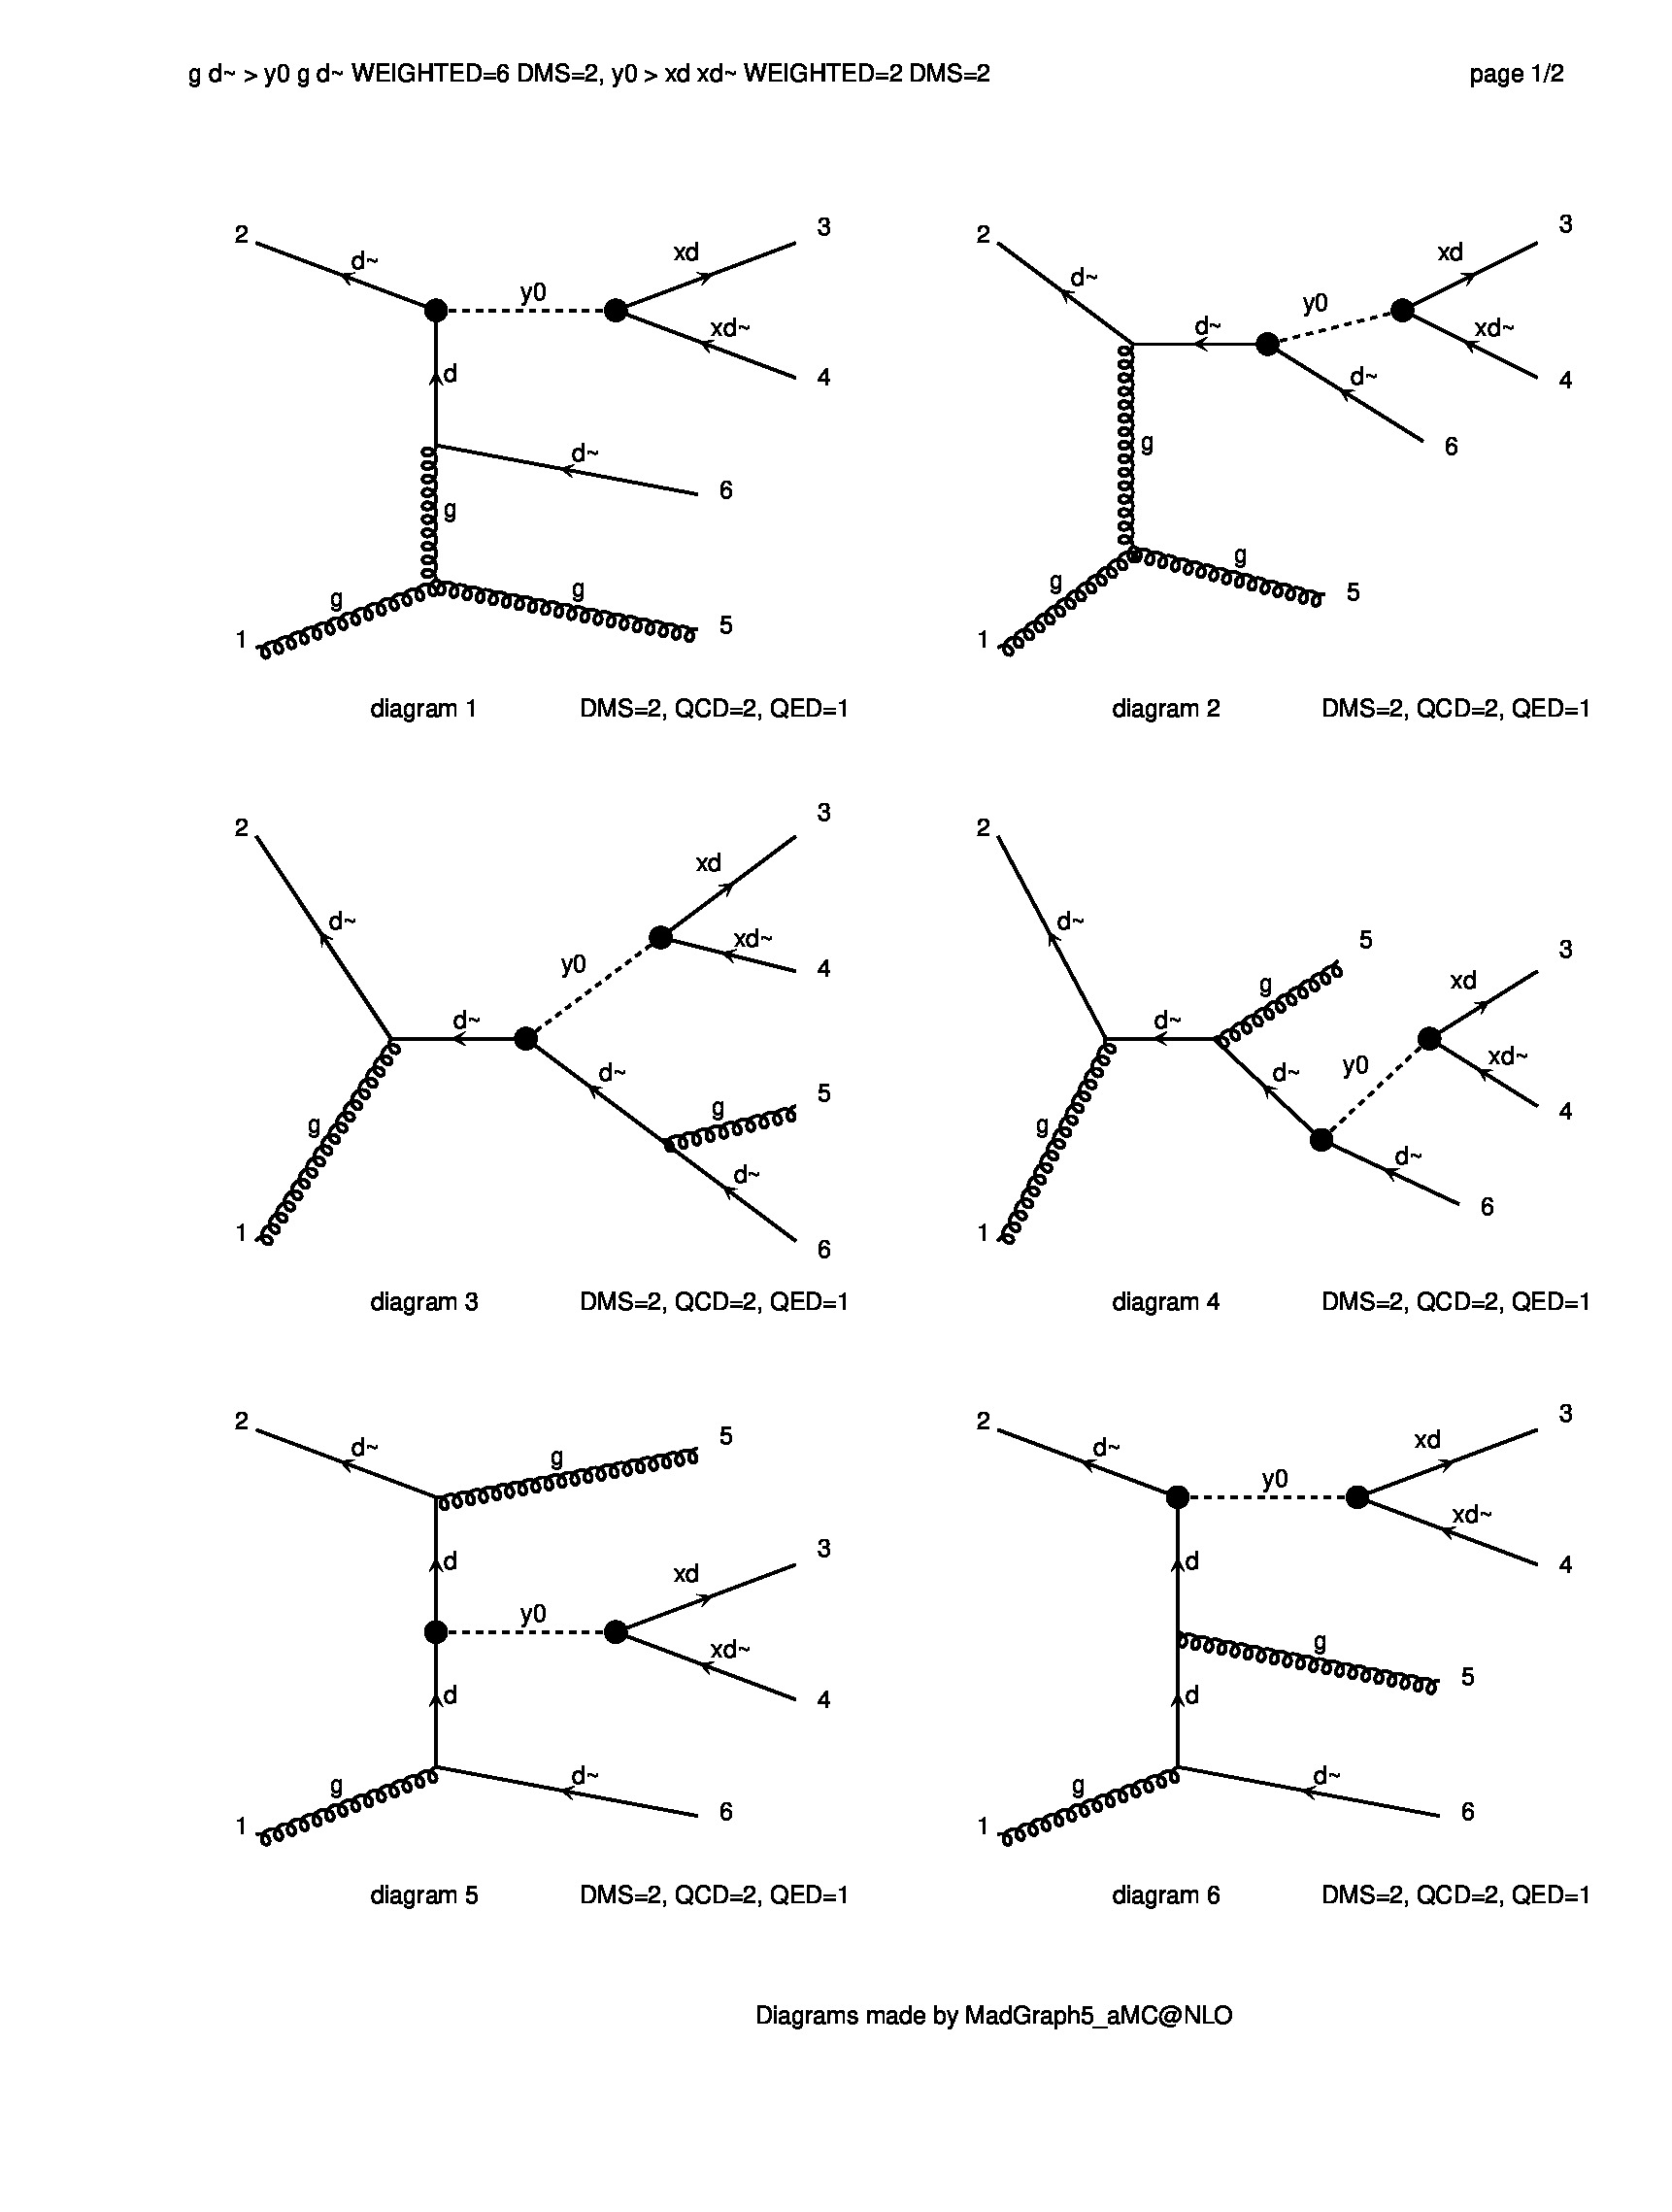 g d~ > y0 g d~ WEIGHTED=6 DMS=2, y0 > xd xd~ WEIGHTED=2 DMS=2 page 1/2
2 d~ y0 xd 3
xd~ 4
d
d~ 6
g
g g 5
1
diagram 1 DMS=2, QCD=2, QED=1
2 d~ d~ y0 xd 3
xd~ 4
d~ 6
g
g g 5
1
diagram 2 DMS=2, QCD=2, QED=1
2 3
xd
d~ y0 xd~ 4
d~
d~ g 5
g d~
1 6
diagram 3 DMS=2, QCD=2, QED=1
2
d~ g 5 xd 3
d~ y0 xd~
d~ 4
g d~
1 6
diagram 4 DMS=2, QCD=2, QED=1
2 d~ g 5
d
y0 xd 3
xd~ 4
d
g d~ 6
1
diagram 5 DMS=2, QCD=2, QED=1
2 d~ y0 xd 3
xd~ 4
d
g 5
d
g d~ 6
1
diagram 6 DMS=2, QCD=2, QED=1
Diagrams made by MadGraph5_aMC@NLO